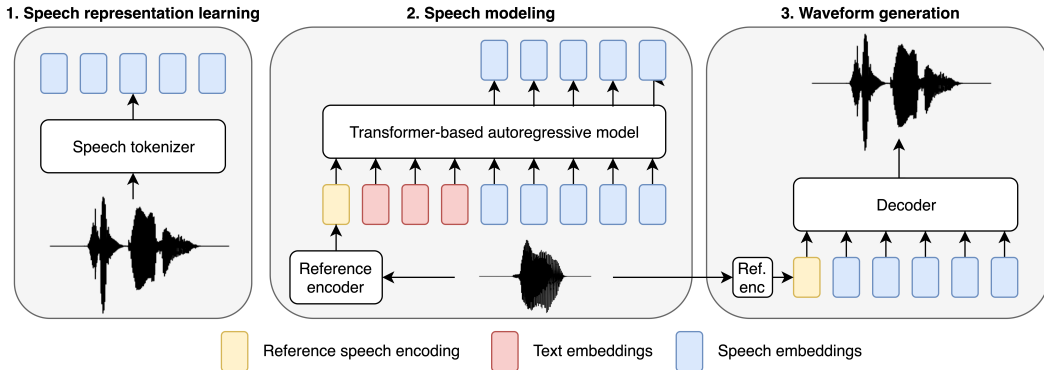 1. Speech representation learning
2. Speech modeling
3. Waveform generation
Speech tokenizer
Transformer-based autoregressive model
Reference
encoder
Decoder
Ref.
enc
Reference speech encoding
Text embeddings
Speech embeddings